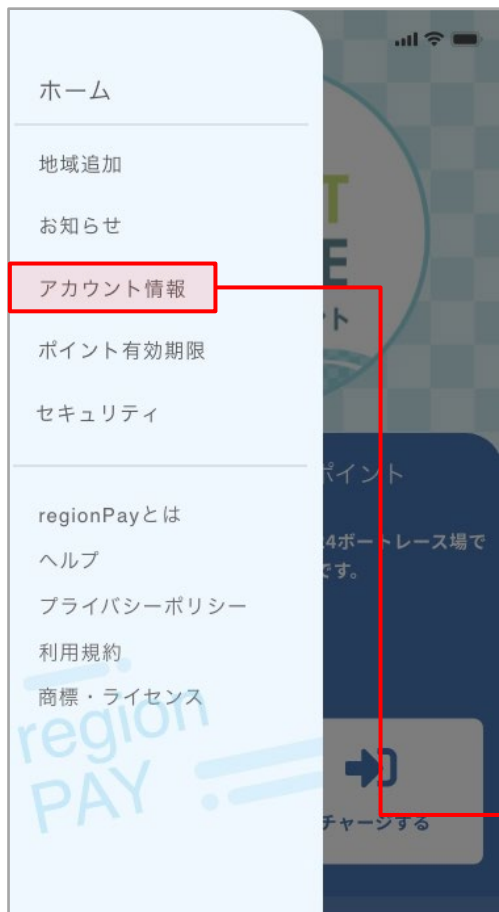 ホーム
地域追加
お知らせ
アカウント情報
ポイント有効期限
セキュリティ
regionPayとは
ヘルプ
プライバシーポリシー
利用規約
商標・ライセンス
region
PAY
T
E
ト
ポイント
4ボートレース場で
です。
チャージする